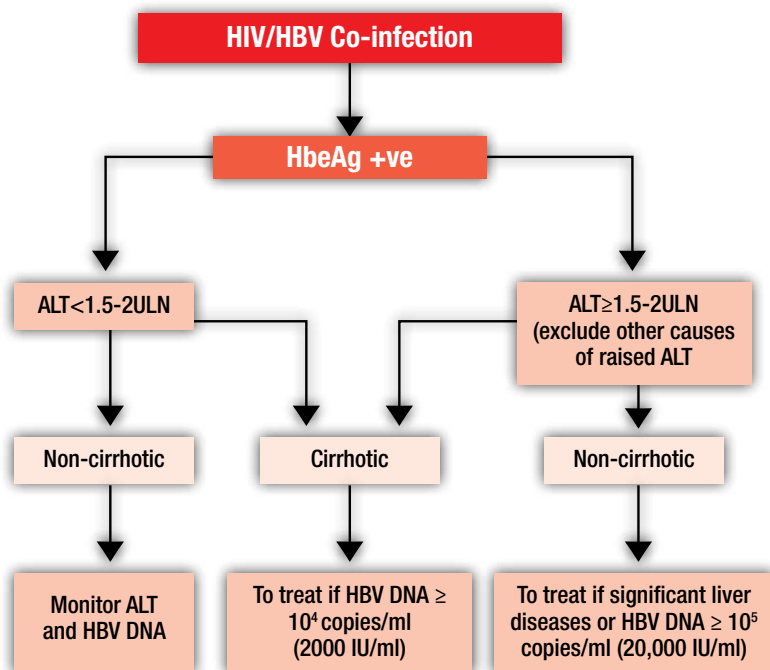 HIV/HBV Co-infection
HbeAg +ve
ALT<1.5-2ULN
ALT≥1.5-2ULN
(exclude other causes
of raised ALT
Non-cirrhotic
Cirrhotic
Non-cirrhotic
Monitor ALT
and HBV DNA
To treat if HBV DNA ≥
10⁴ copies/ml
(2000 IU/ml)
To treat if significant liver
diseases or HBV DNA ≥ 10⁵
copies/ml (20,000 IU/ml)